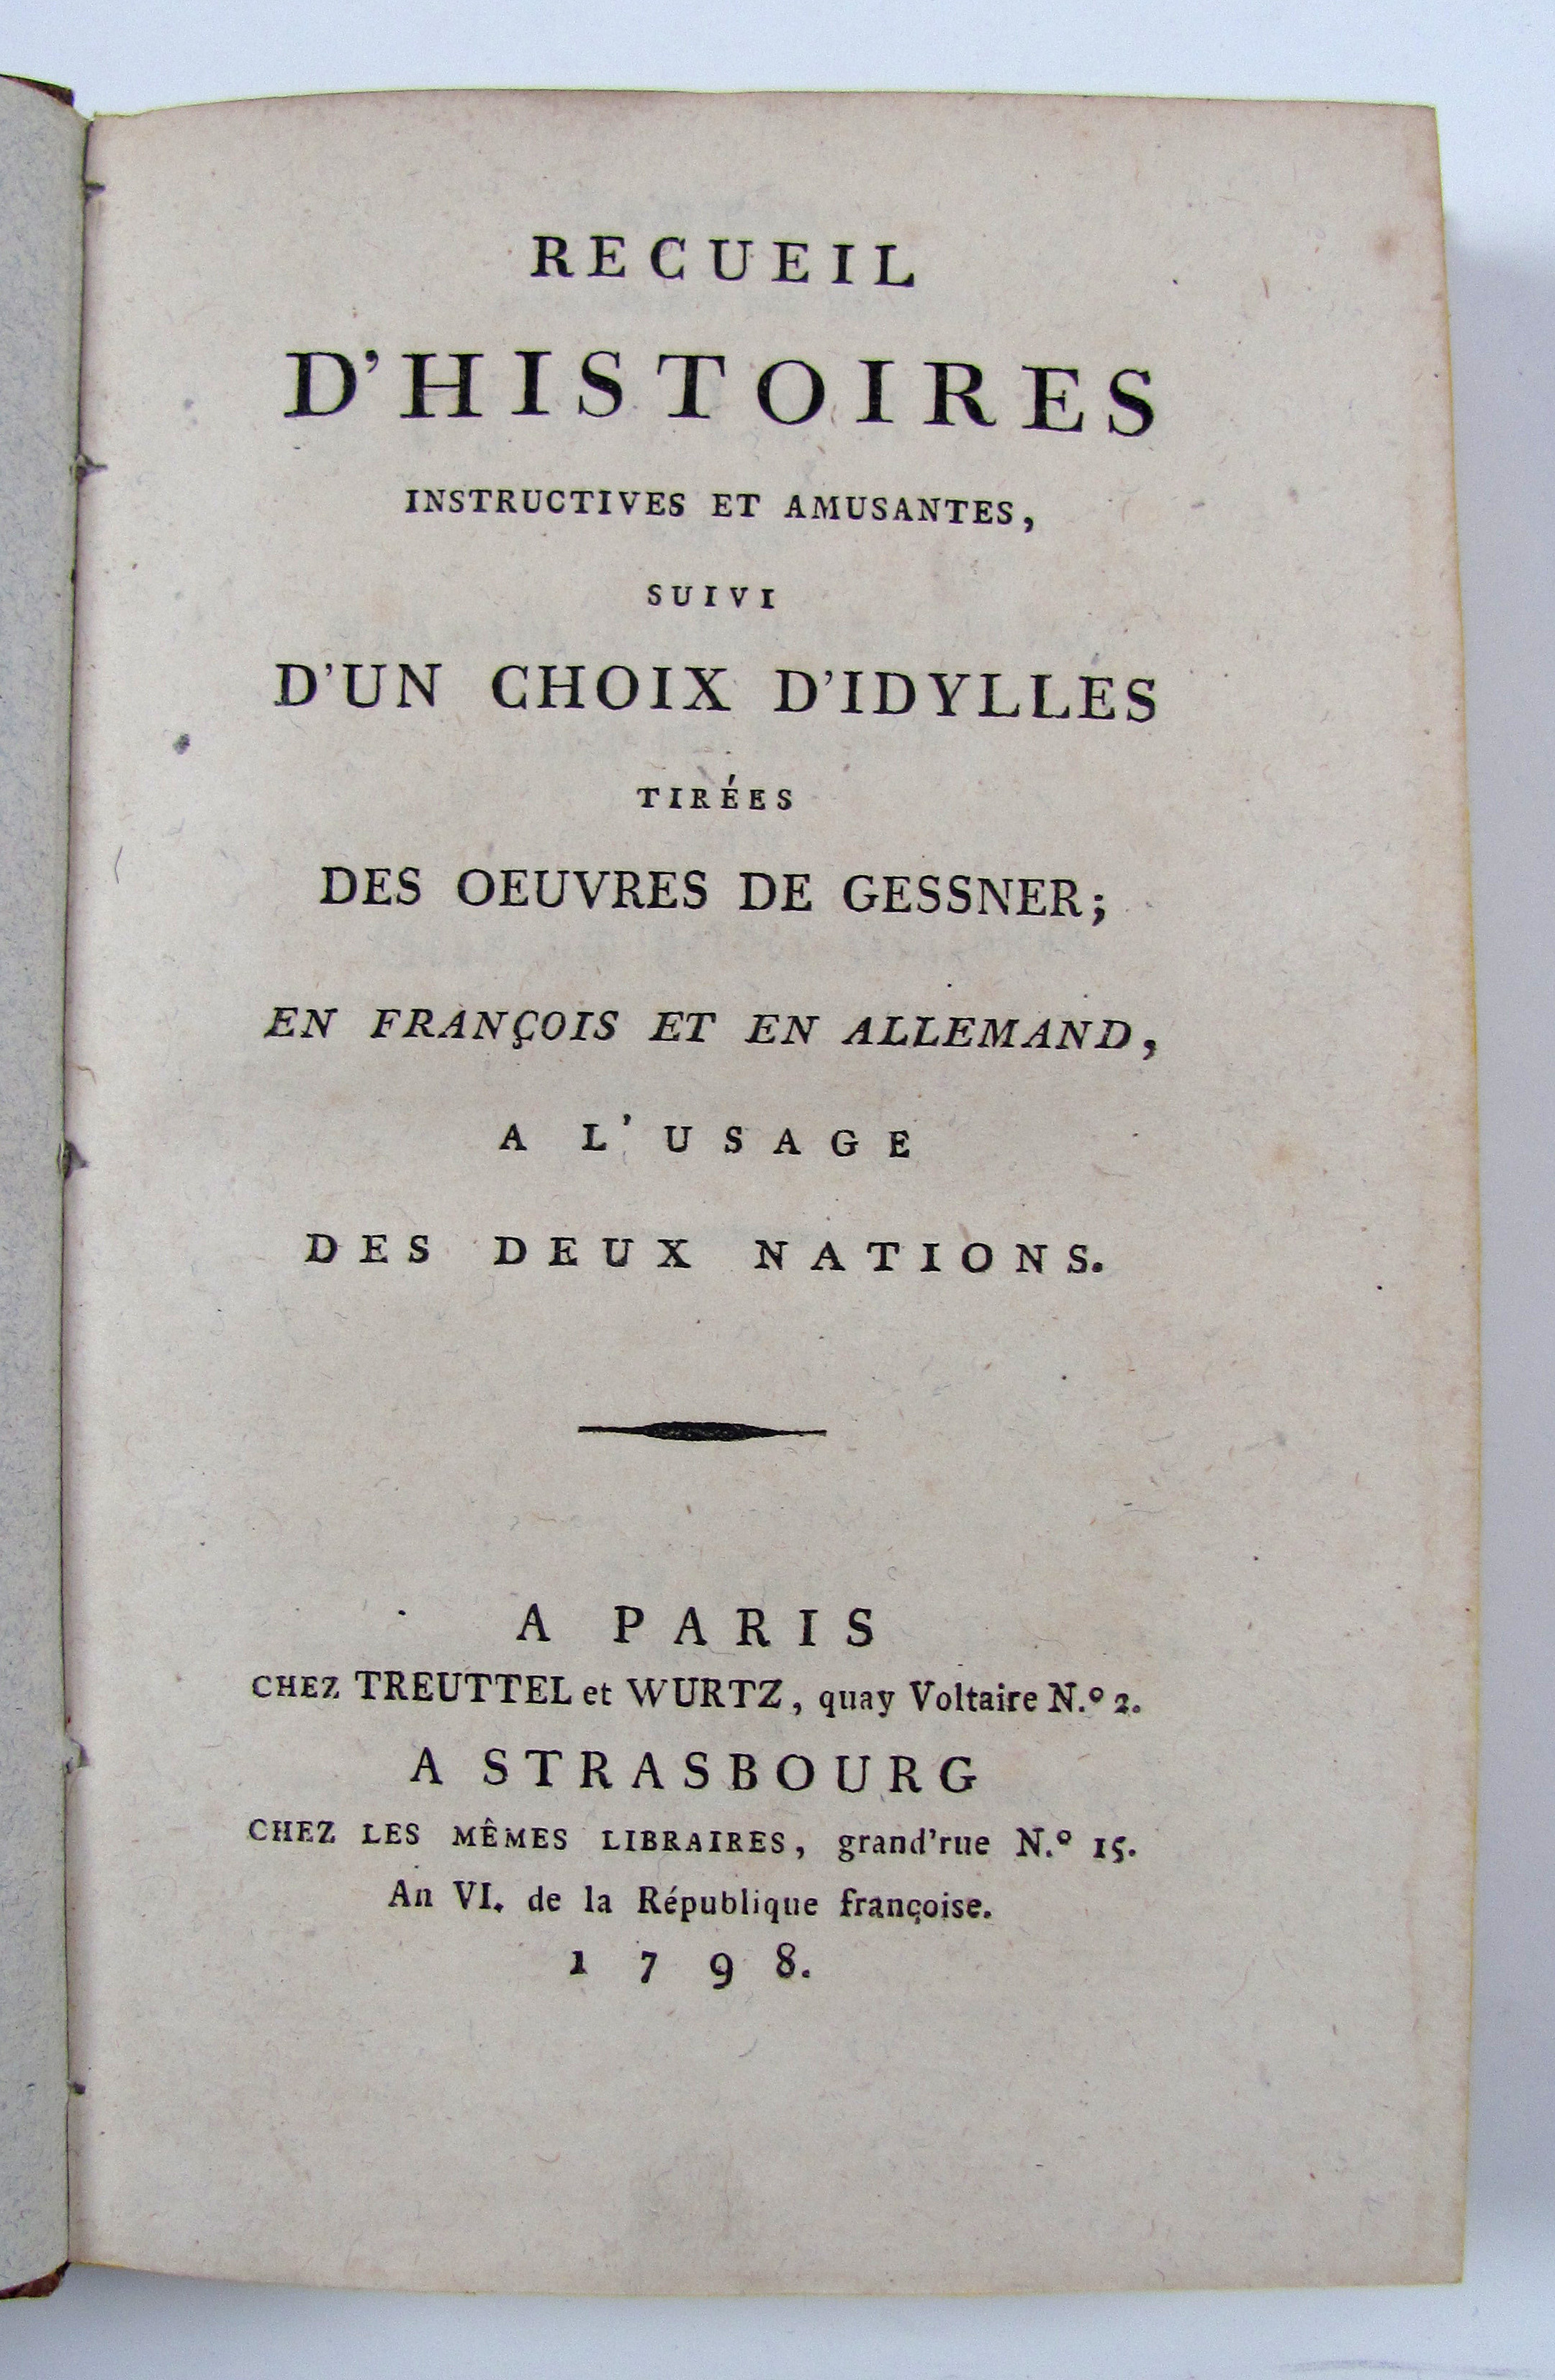 RECUEIL
D'HISTOIRES
INSTRUCTIVES ET AMUSANTES,
SUIVI
D'UN CHOIX D'IDYLLES
TIRÉES
DES OEUVRES DE GESSNER;
EN FRANÇOIS ET EN ALLEMAND,
A L'USAGE
DES DEUX NATIONS.
A PARIS
CHEZ TREUTTEL et WURTZ, quay Voltaire N.º 2.
A STRASBOURG
CHEZ LES MÊMES LIBRAIRES, grand'rue N.º 15.
An VI. de la République françoise.
1798.